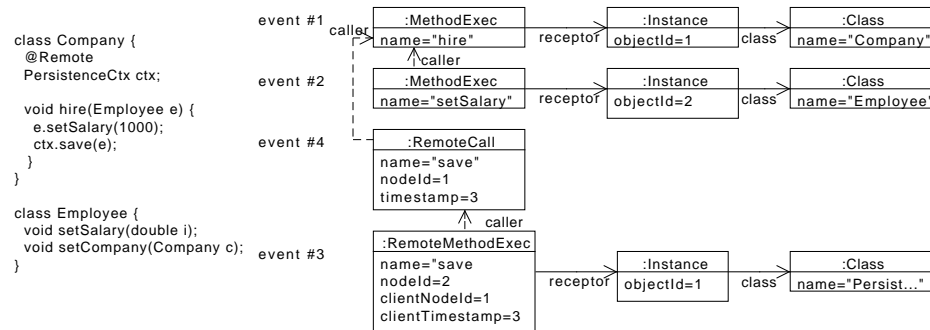 class Company {
@Remote
PersistenceCtx ctx;
void hire(Employee e) {
e.setSalary(1000);
ctx.save(e);
}
}
class Employee {
void setSalary(double i);
void setCompany(Company c);
}
event #1
caller
:MethodExec
name="hire"
receptor
:Instance
objectId=1
class
:Class
name="Company"
caller
event #2
:MethodExec
name="setSalary"
receptor
:Instance
objectId=2
class
:Class
name="Employee"
event #4
:RemoteCall
name="save"
nodeId=1
timestamp=3
caller
event #3
:RemoteMethodExec
name="save
nodeId=2
clientNodeId=1
clientTimestamp=3
receptor
:Instance
objectId=1
class
:Class
name="Persist..."